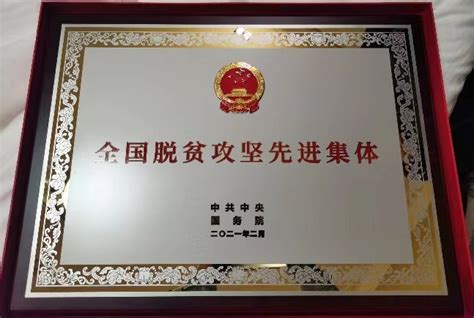 全国脱贫攻坚先进集体
中共中央
国务院
二〇二一年二月